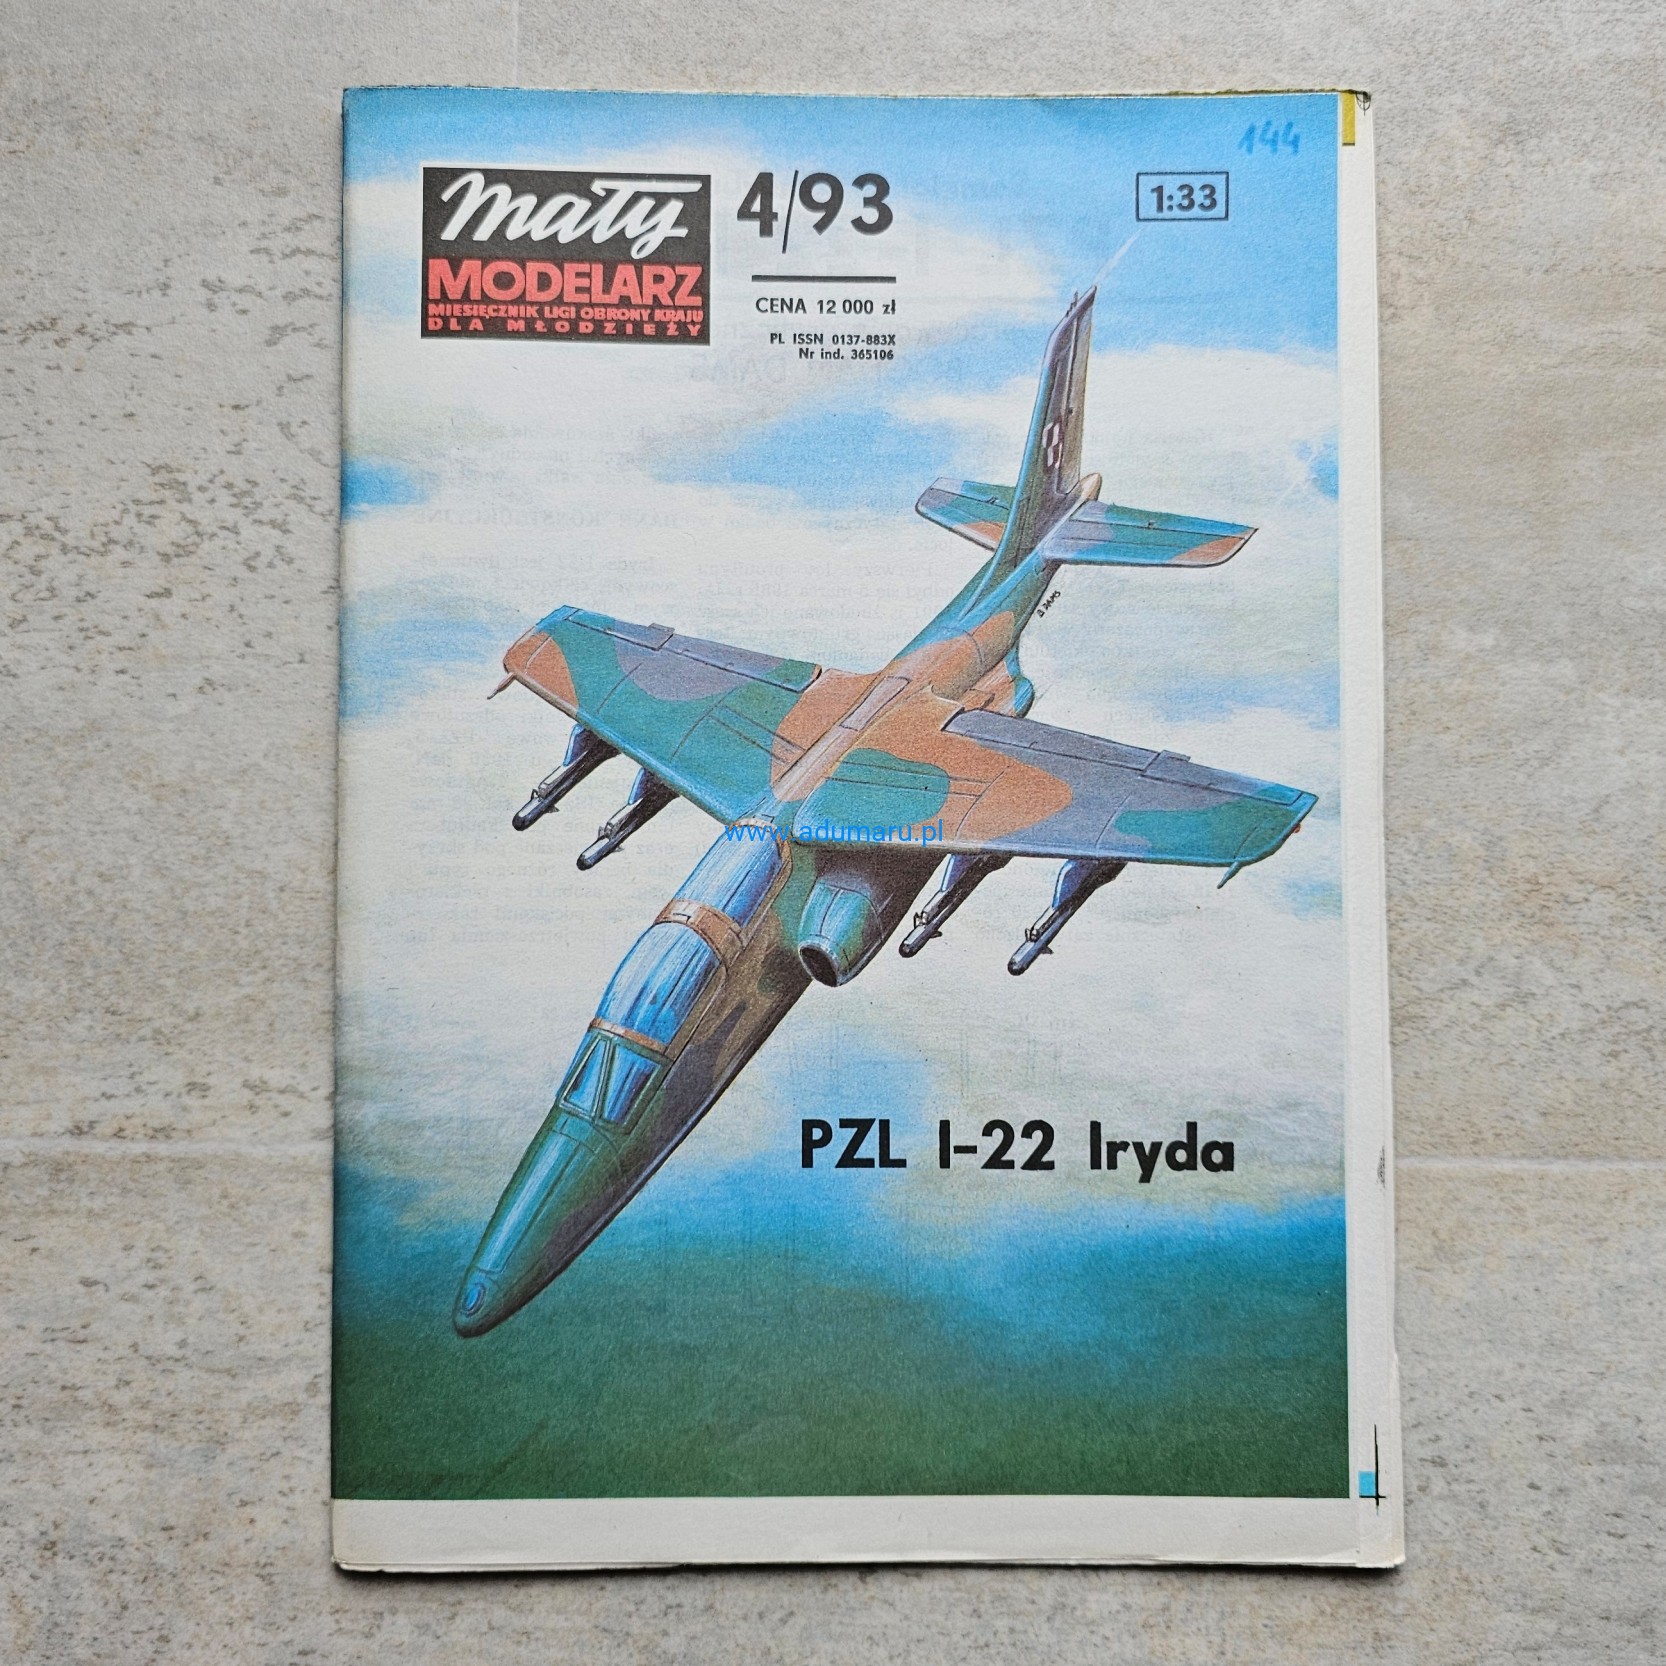 144
Mały
MODELARZ
MIESIĘCZNIK LIGI OBRONY KRAJU
DLA MŁODZIEŻY
4/93
CENA 12 000 zł
PL ISSN 0137-883X
Nr ind. 365106
1:33
B DAMS
www.adumaru.pl
PZL I-22 Iryda